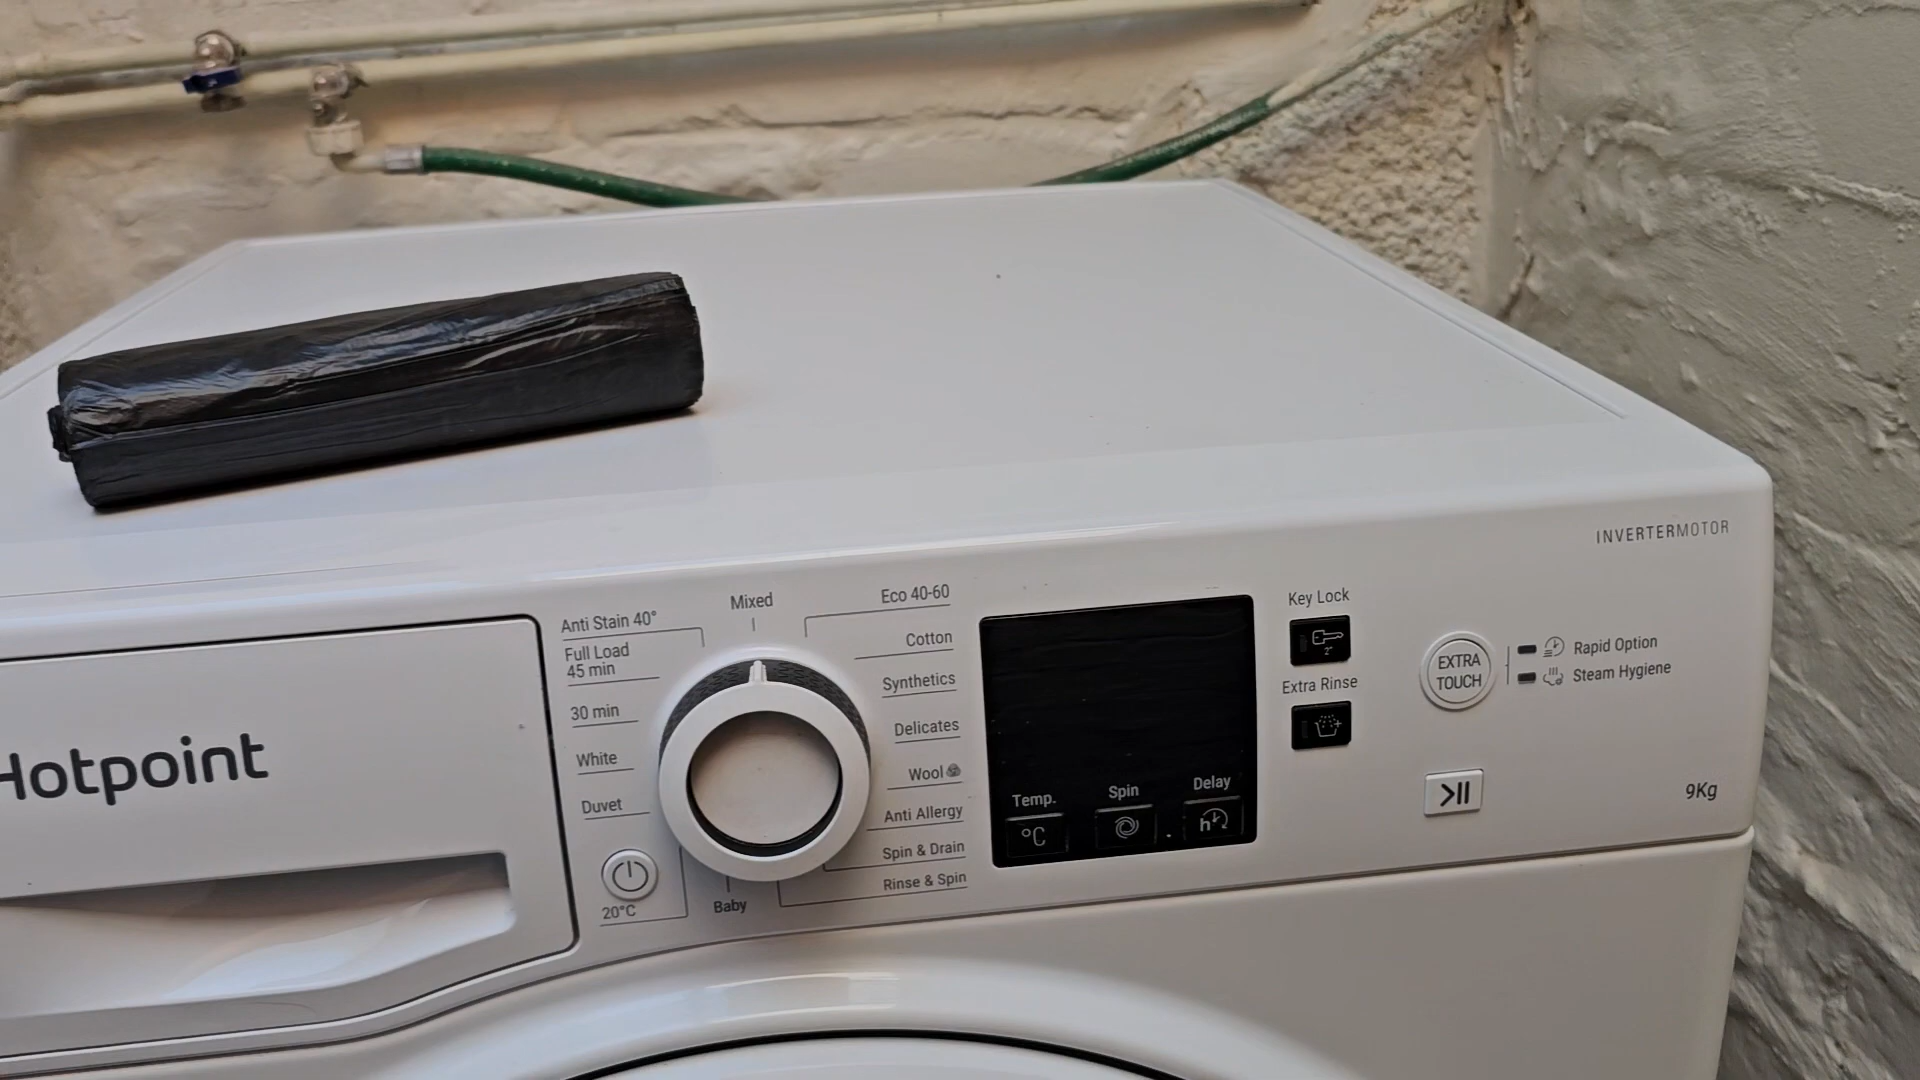 INVERTERMOTOR
Hotpoint
Anti Stain 40°
Full Load
45 min
30 min
White
Duvet
20°C
Mixed
Baby
Eco 40-60
Cotton
Synthetics
Delicates
Wool
Anti Allergy
Spin & Drain
Rinse & Spin
Temp.
°C
Spin
Delay
h
Key Lock
2"
Extra Rinse
EXTRA
TOUCH
Rapid Option
Steam Hygiene
9Kg